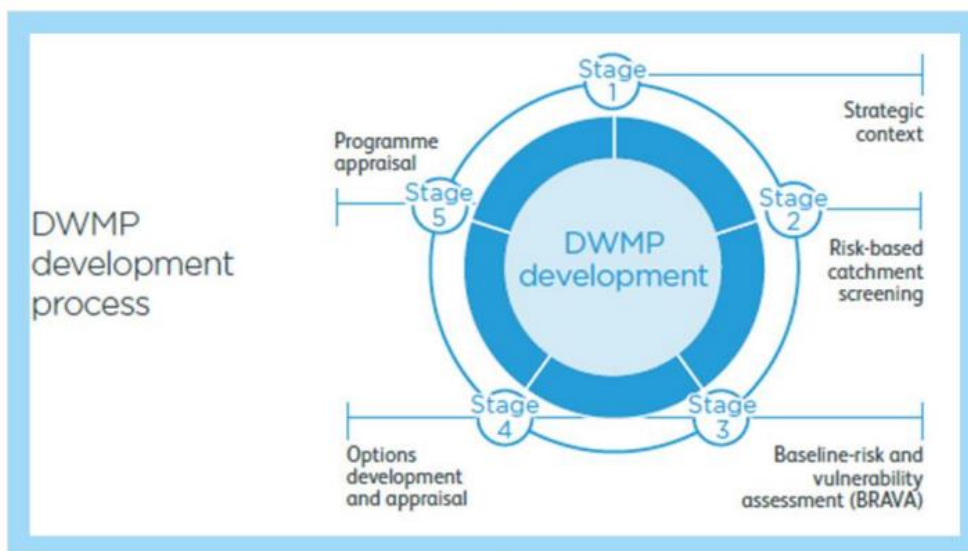 DWMP
development
process
DWMP
development
Stage
1
Strategic
context
Stage
2
Risk-based
catchment
screening
Stage
3
Baseline-risk and
vulnerability
assessment (BRAVA)
Stage
4
Options
development
and appraisal
Stage
5
Programme
appraisal